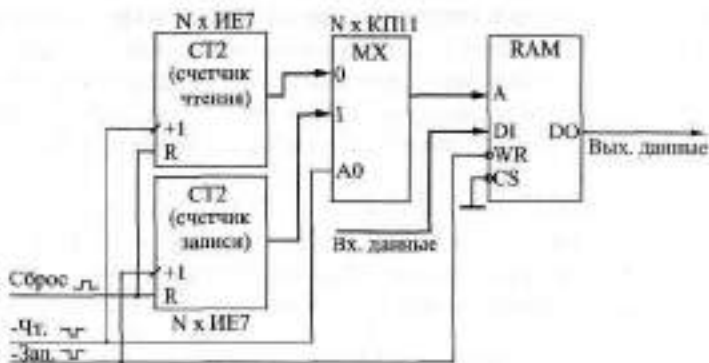 N x ИЕ7
CT2
(счетчик
чтения)
+1
R
CT2
(счетчик
записи)
+1
R
N x ИЕ7
N x КП11
MX
0
1
A0
RAM
A
DI
WR
CS
DO
Вых. данные
Вх. данные
Сброс
-Чт.
-Зап.